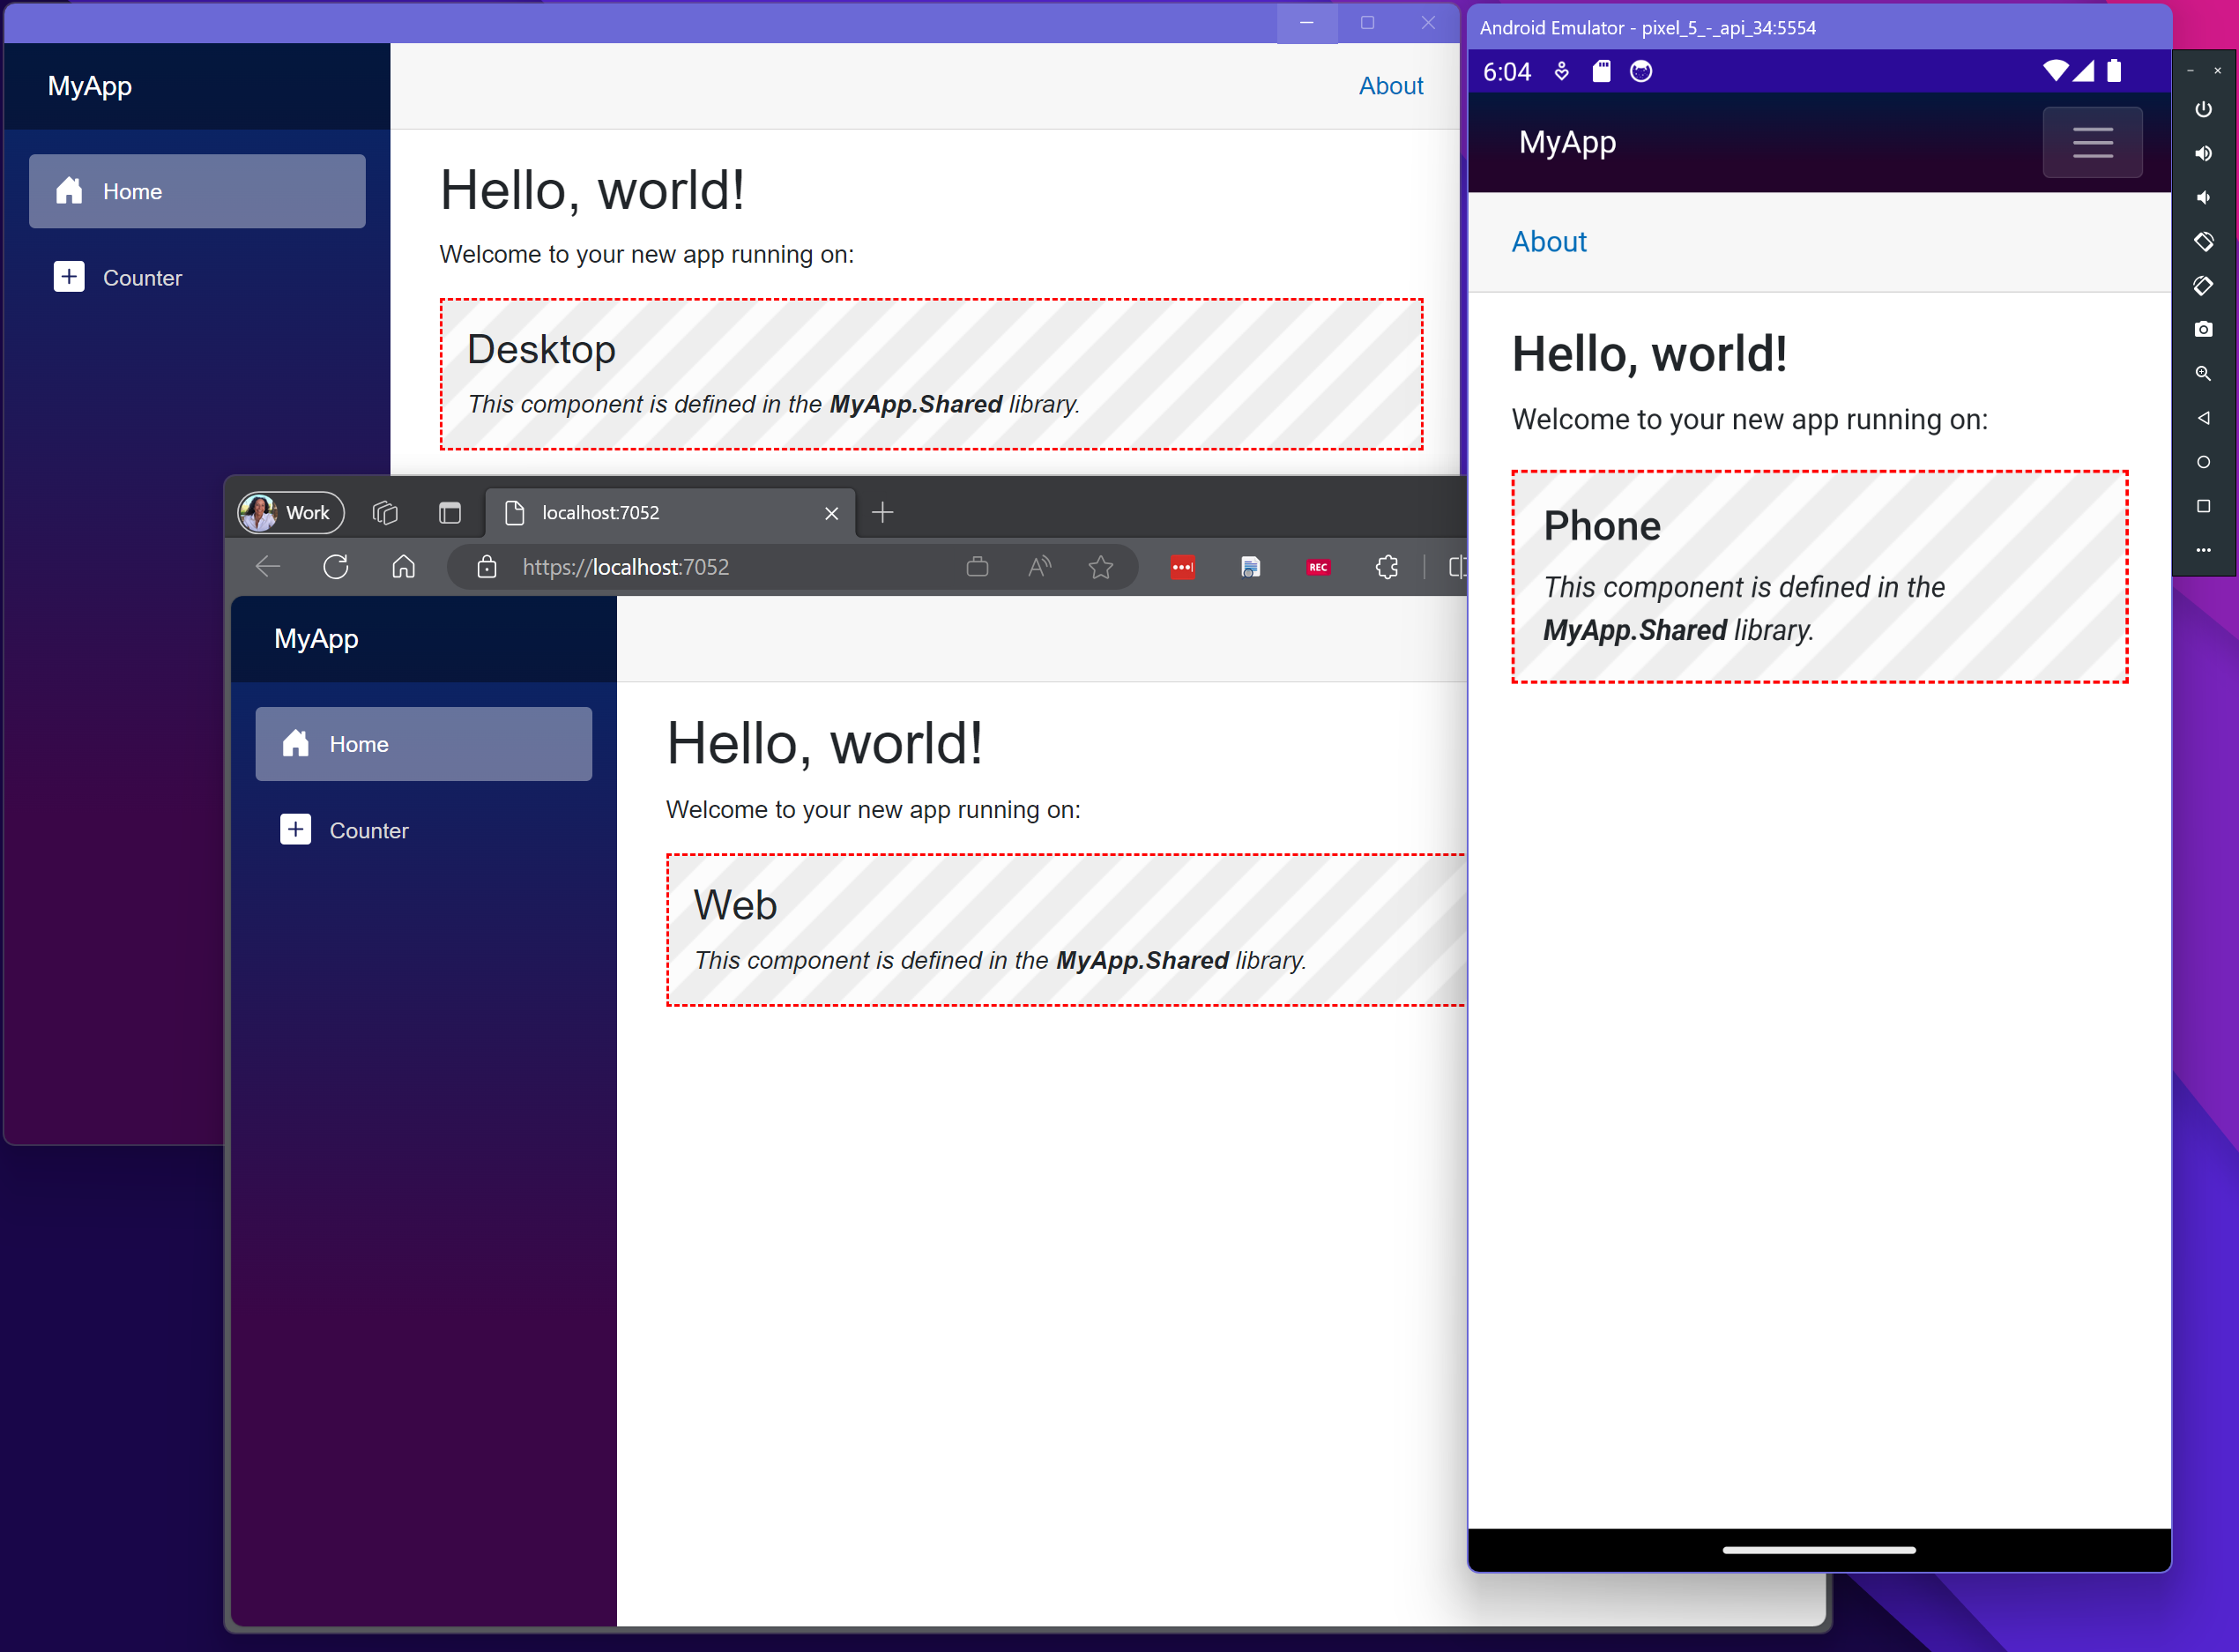 MyApp
About
Home
Counter
Hello, world!
Welcome to your new app running on:
Desktop
This component is defined in the MyApp.Shared library.
Work
localhost:7052
https://localhost:7052
REC
MyApp
Home
Counter
Hello, world!
Welcome to your new app running on:
Web
This component is defined in the MyApp.Shared library.
Android Emulator - pixel_5_-_api_34:5554
6:04
MyApp
About
Hello, world!
Welcome to your new app running on:
Phone
This component is defined in the
MyApp.Shared library.